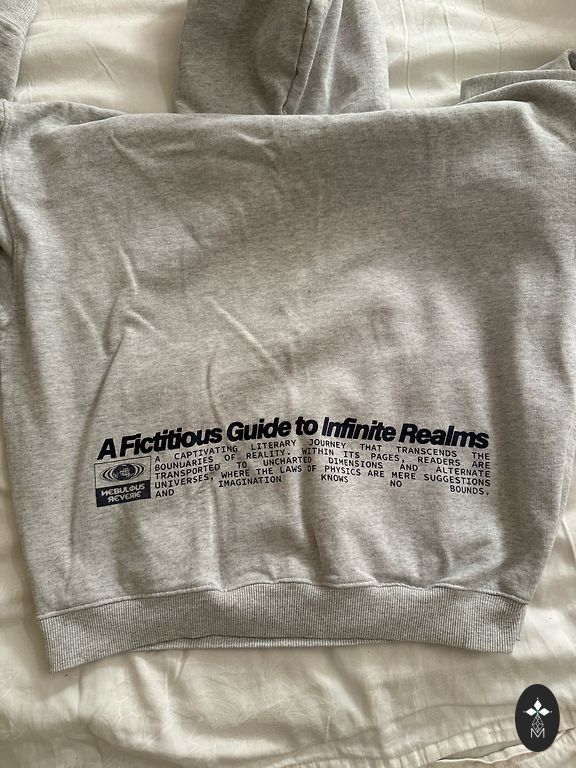 A Fictitious Guide to Infinite Realms
A CAPTIVATING LITERARY JOURNEY THAT TRANSCENDS THE
BOUNUARIES OF REALITY. WITHIN ITS PAGES, READERS ARE
TRANSPORTED TO UNCHARTED DIMENSIONS AND ALTERNATE
UNIVERSES, WHERE THE LAWS OF PHYSICS ARE MERE SUGGESTIONS
AND IMAGINATION KNOWS NO BOUNDS.
NEBULOUS
REVERIE
M